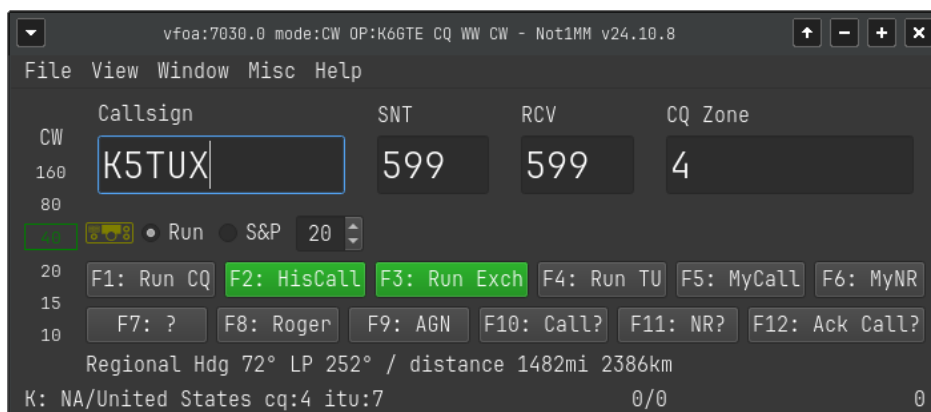 vfoa:7030.0 mode:CW OP:K6GTE CQ WW CW - Not1MM v24.10.8
File View Window Misc Help
Callsign SNT RCV CQ Zone
CW
K5TUX 599 599 4
160
80
40 Run S&P 20
20 F1: Run CQ F2: HisCall F3: Run Exch F4: Run TU F5: MyCall F6: MyNR
15
10 F7: ? F8: Roger F9: AGN F10: Call? F11: NR? F12: Ack Call?
Regional Hdg 72° LP 252° / distance 1482mi 2386km
K: NA/United States cq:4 itu:7 0/0 0